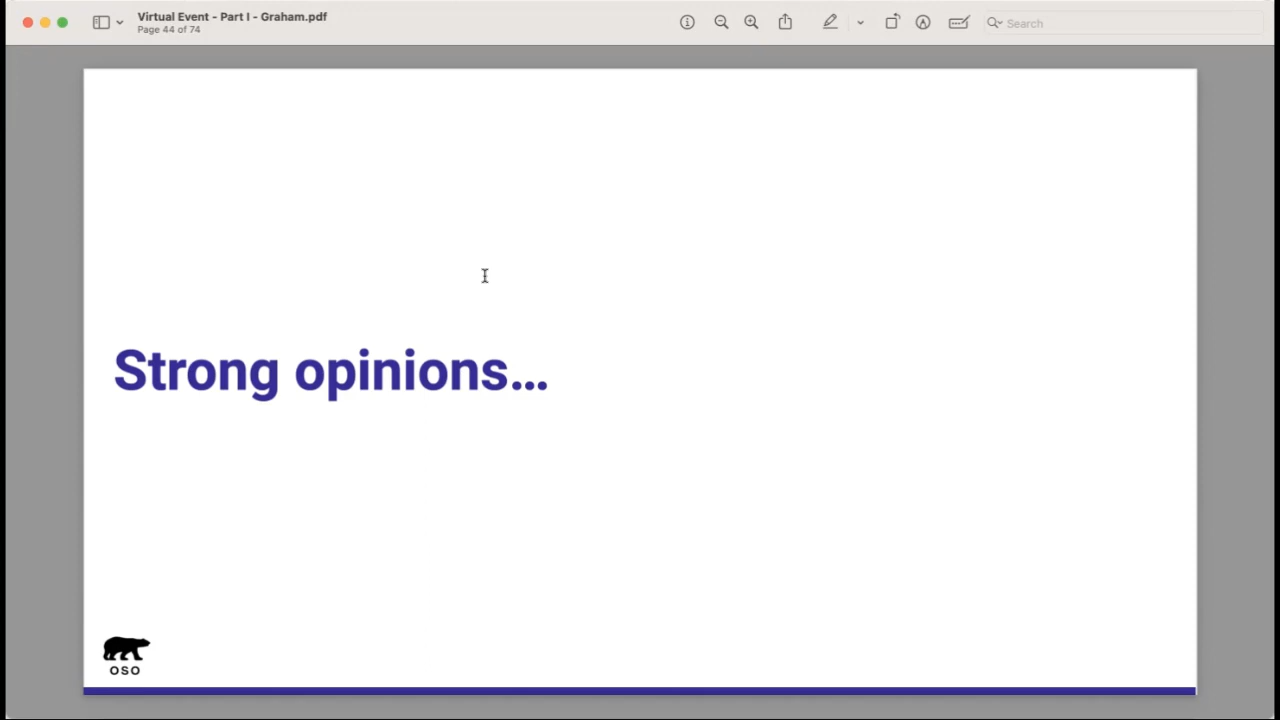 Virtual Event - Part I - Graham.pdf
Page 44 of 74
Search
Strong opinions...
OSO